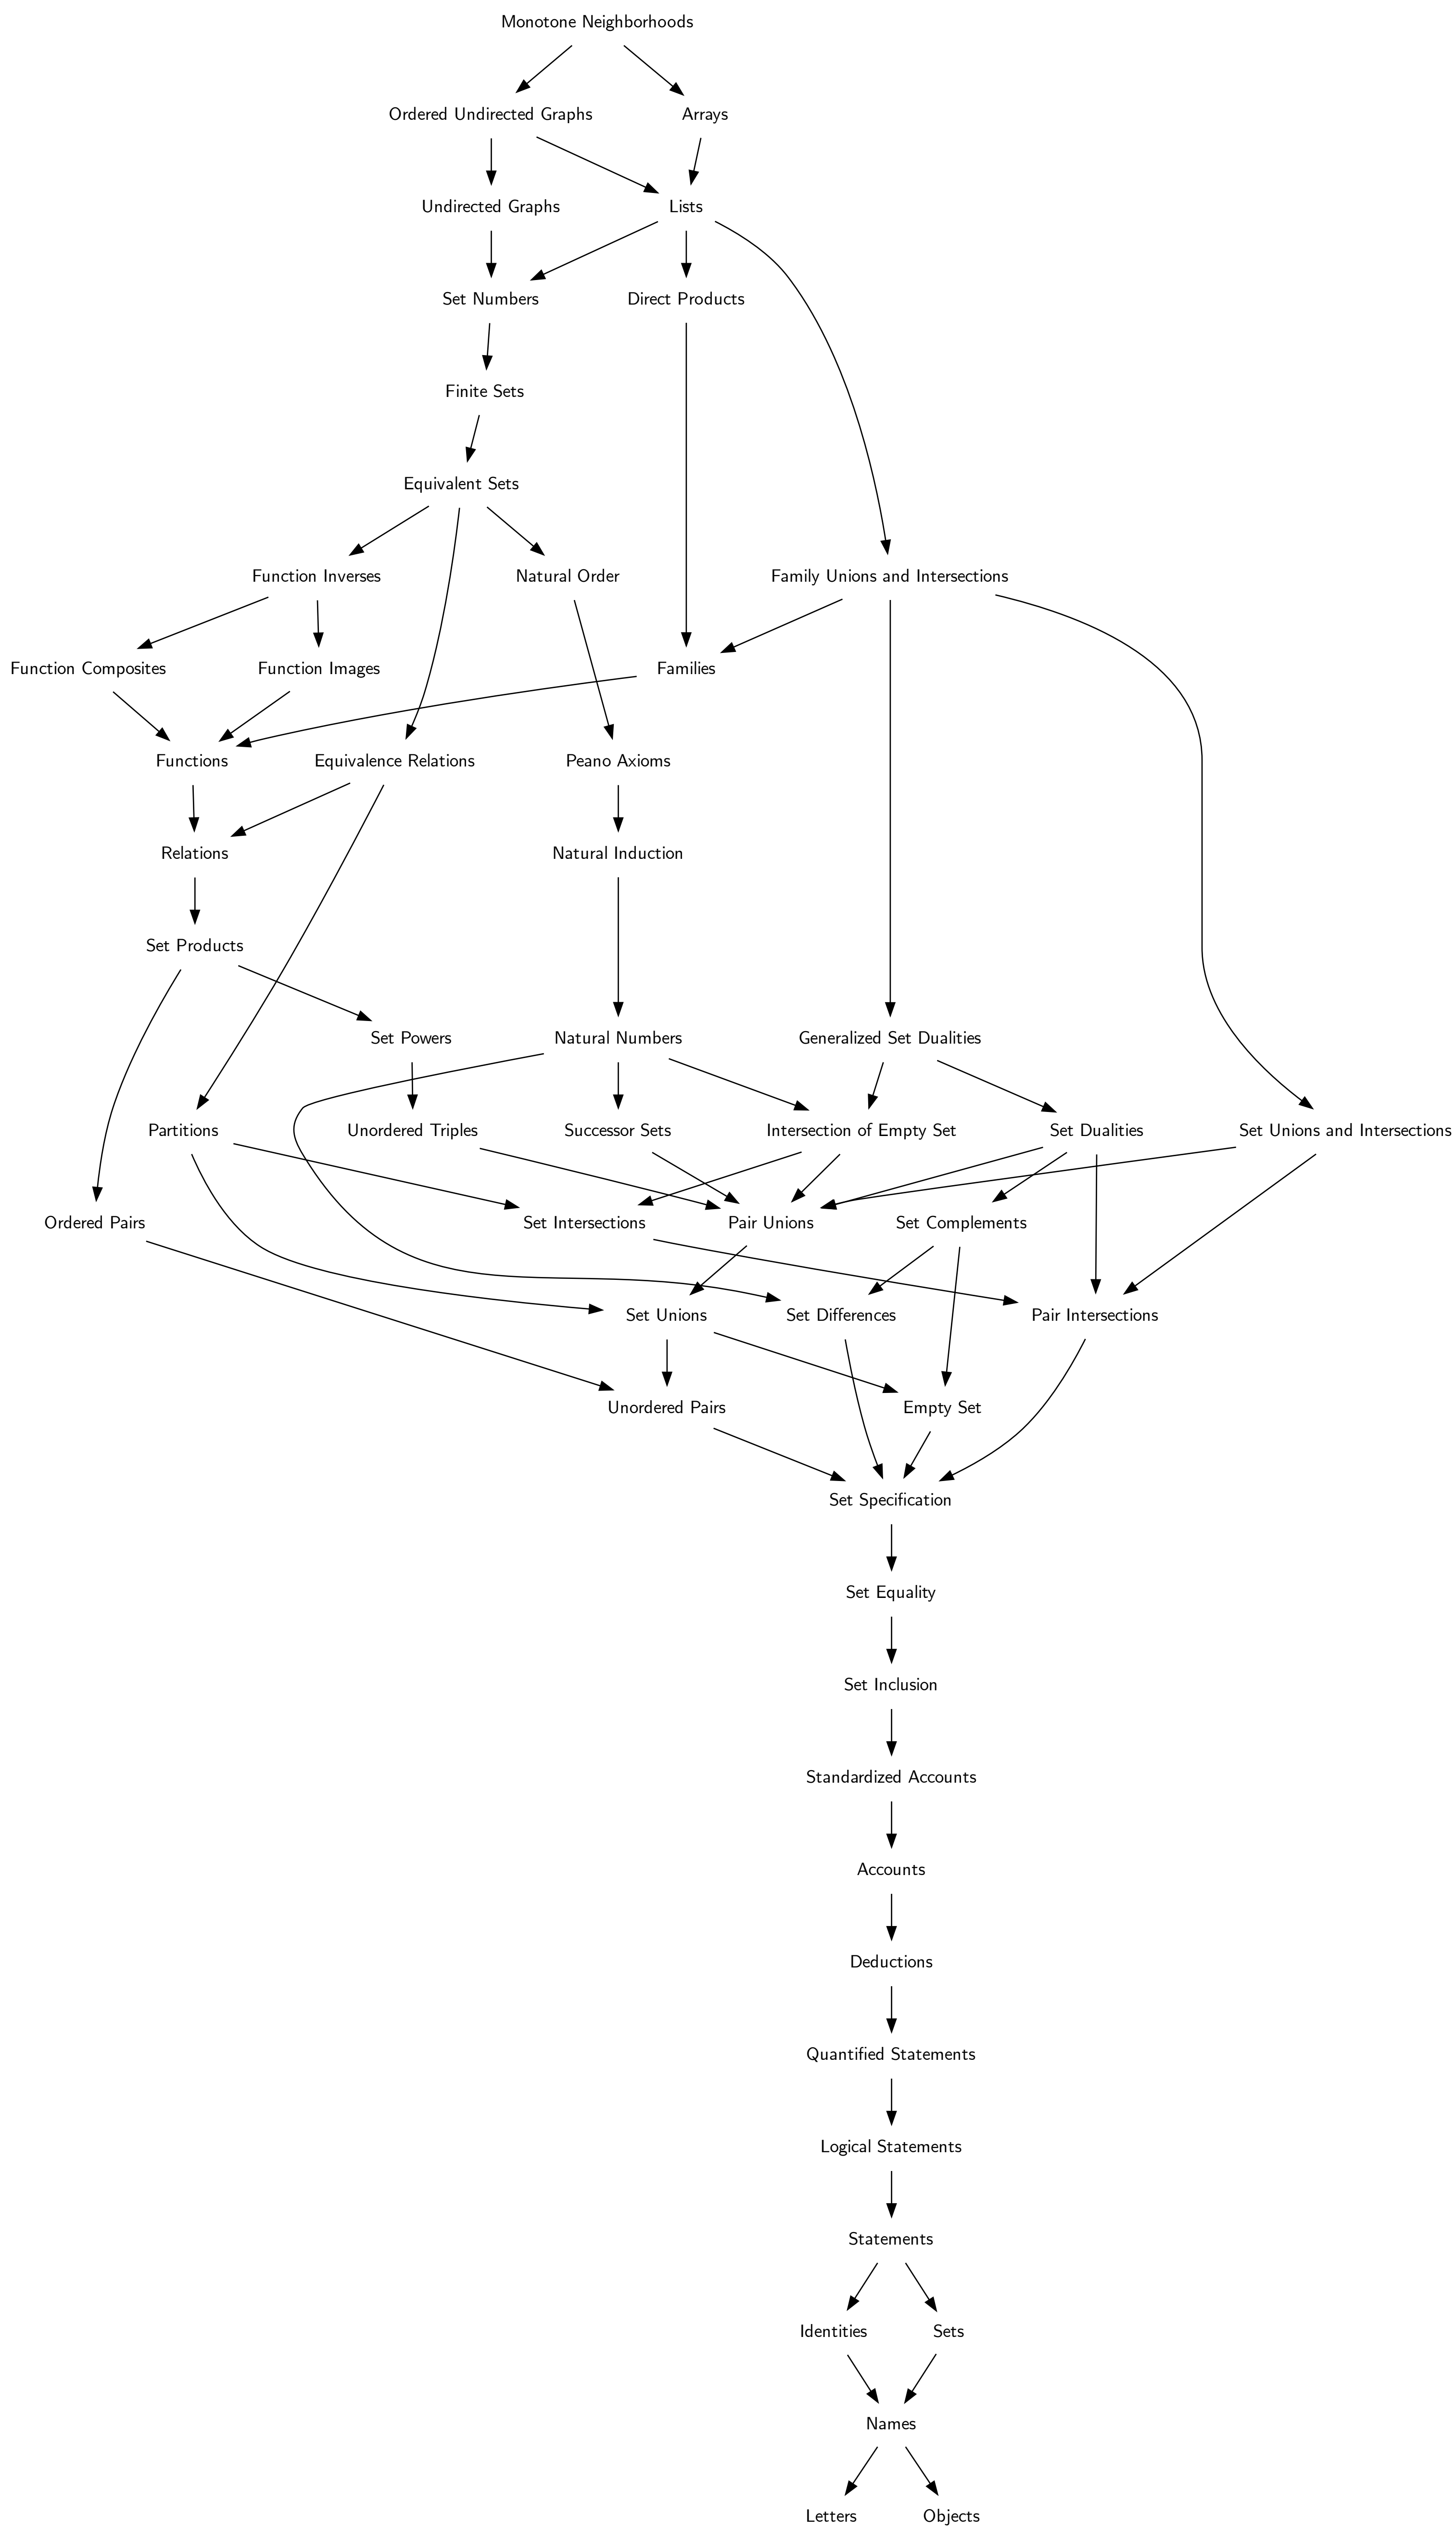 Monotone Neighborhoods
Ordered Undirected Graphs
Arrays
Undirected Graphs
Lists
Set Numbers
Direct Products
Finite Sets
Equivalent Sets
Function Inverses
Natural Order
Family Unions and Intersections
Function Composites
Function Images
Families
Functions
Equivalence Relations
Peano Axioms
Relations
Natural Induction
Set Products
Set Powers
Natural Numbers
Generalized Set Dualities
Partitions
Unordered Triples
Successor Sets
Intersection of Empty Set
Set Dualities
Set Unions and Intersections
Ordered Pairs
Set Intersections
Pair Unions
Set Complements
Set Unions
Set Differences
Pair Intersections
Unordered Pairs
Empty Set
Set Specification
Set Equality
Set Inclusion
Standardized Accounts
Accounts
Deductions
Quantified Statements
Logical Statements
Statements
Identities
Sets
Names
Letters
Objects